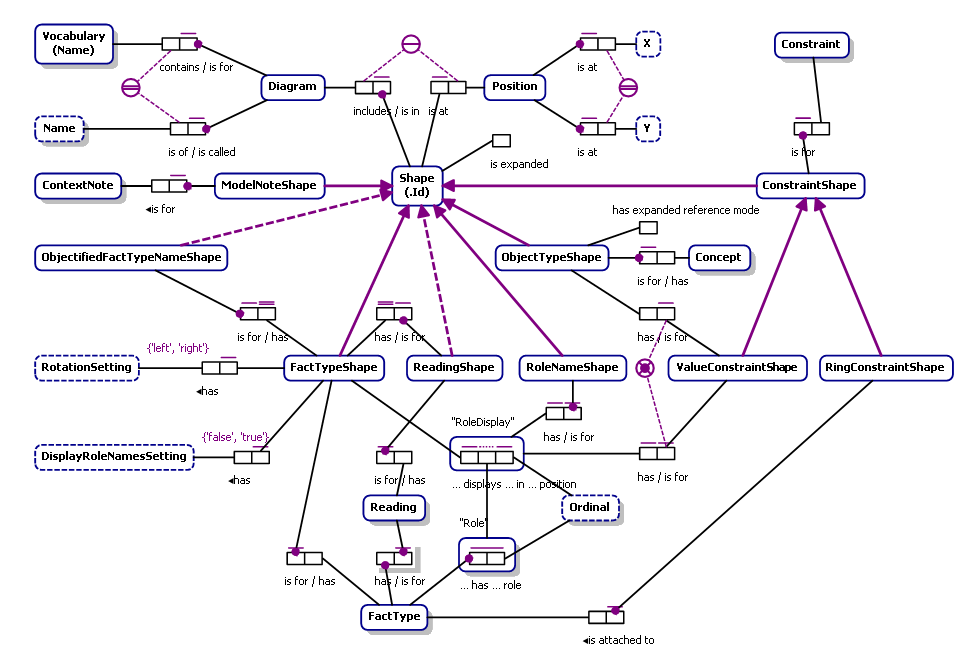 Vocabulary
(Name)
contains / is for
Diagram
includes / is in
is at
Position
is at
X
Constraint
Name
is of / is called
is at
Y
is for
is expanded
ContextNote
◄is for
ModelNoteShape
Shape
(.Id)
ConstraintShape
has expanded reference mode
ObjectifiedFactTypeNameShape
ObjectTypeShape
Concept
is for / has
is for / has
has / is for
has / is for
{'left', 'right'}
RotationSetting
◄has
FactTypeShape
ReadingShape
RoleNameShape
ValueConstraintShape
RingConstraintShape
"RoleDisplay"
has / is for
{'false', 'true'}
DisplayRoleNamesSetting
◄has
is for / has
... displays ... in ... position
has / is for
Reading
Ordinal
"Role"
is for / has
has / is for
... has ... role
FactType
◄is attached to